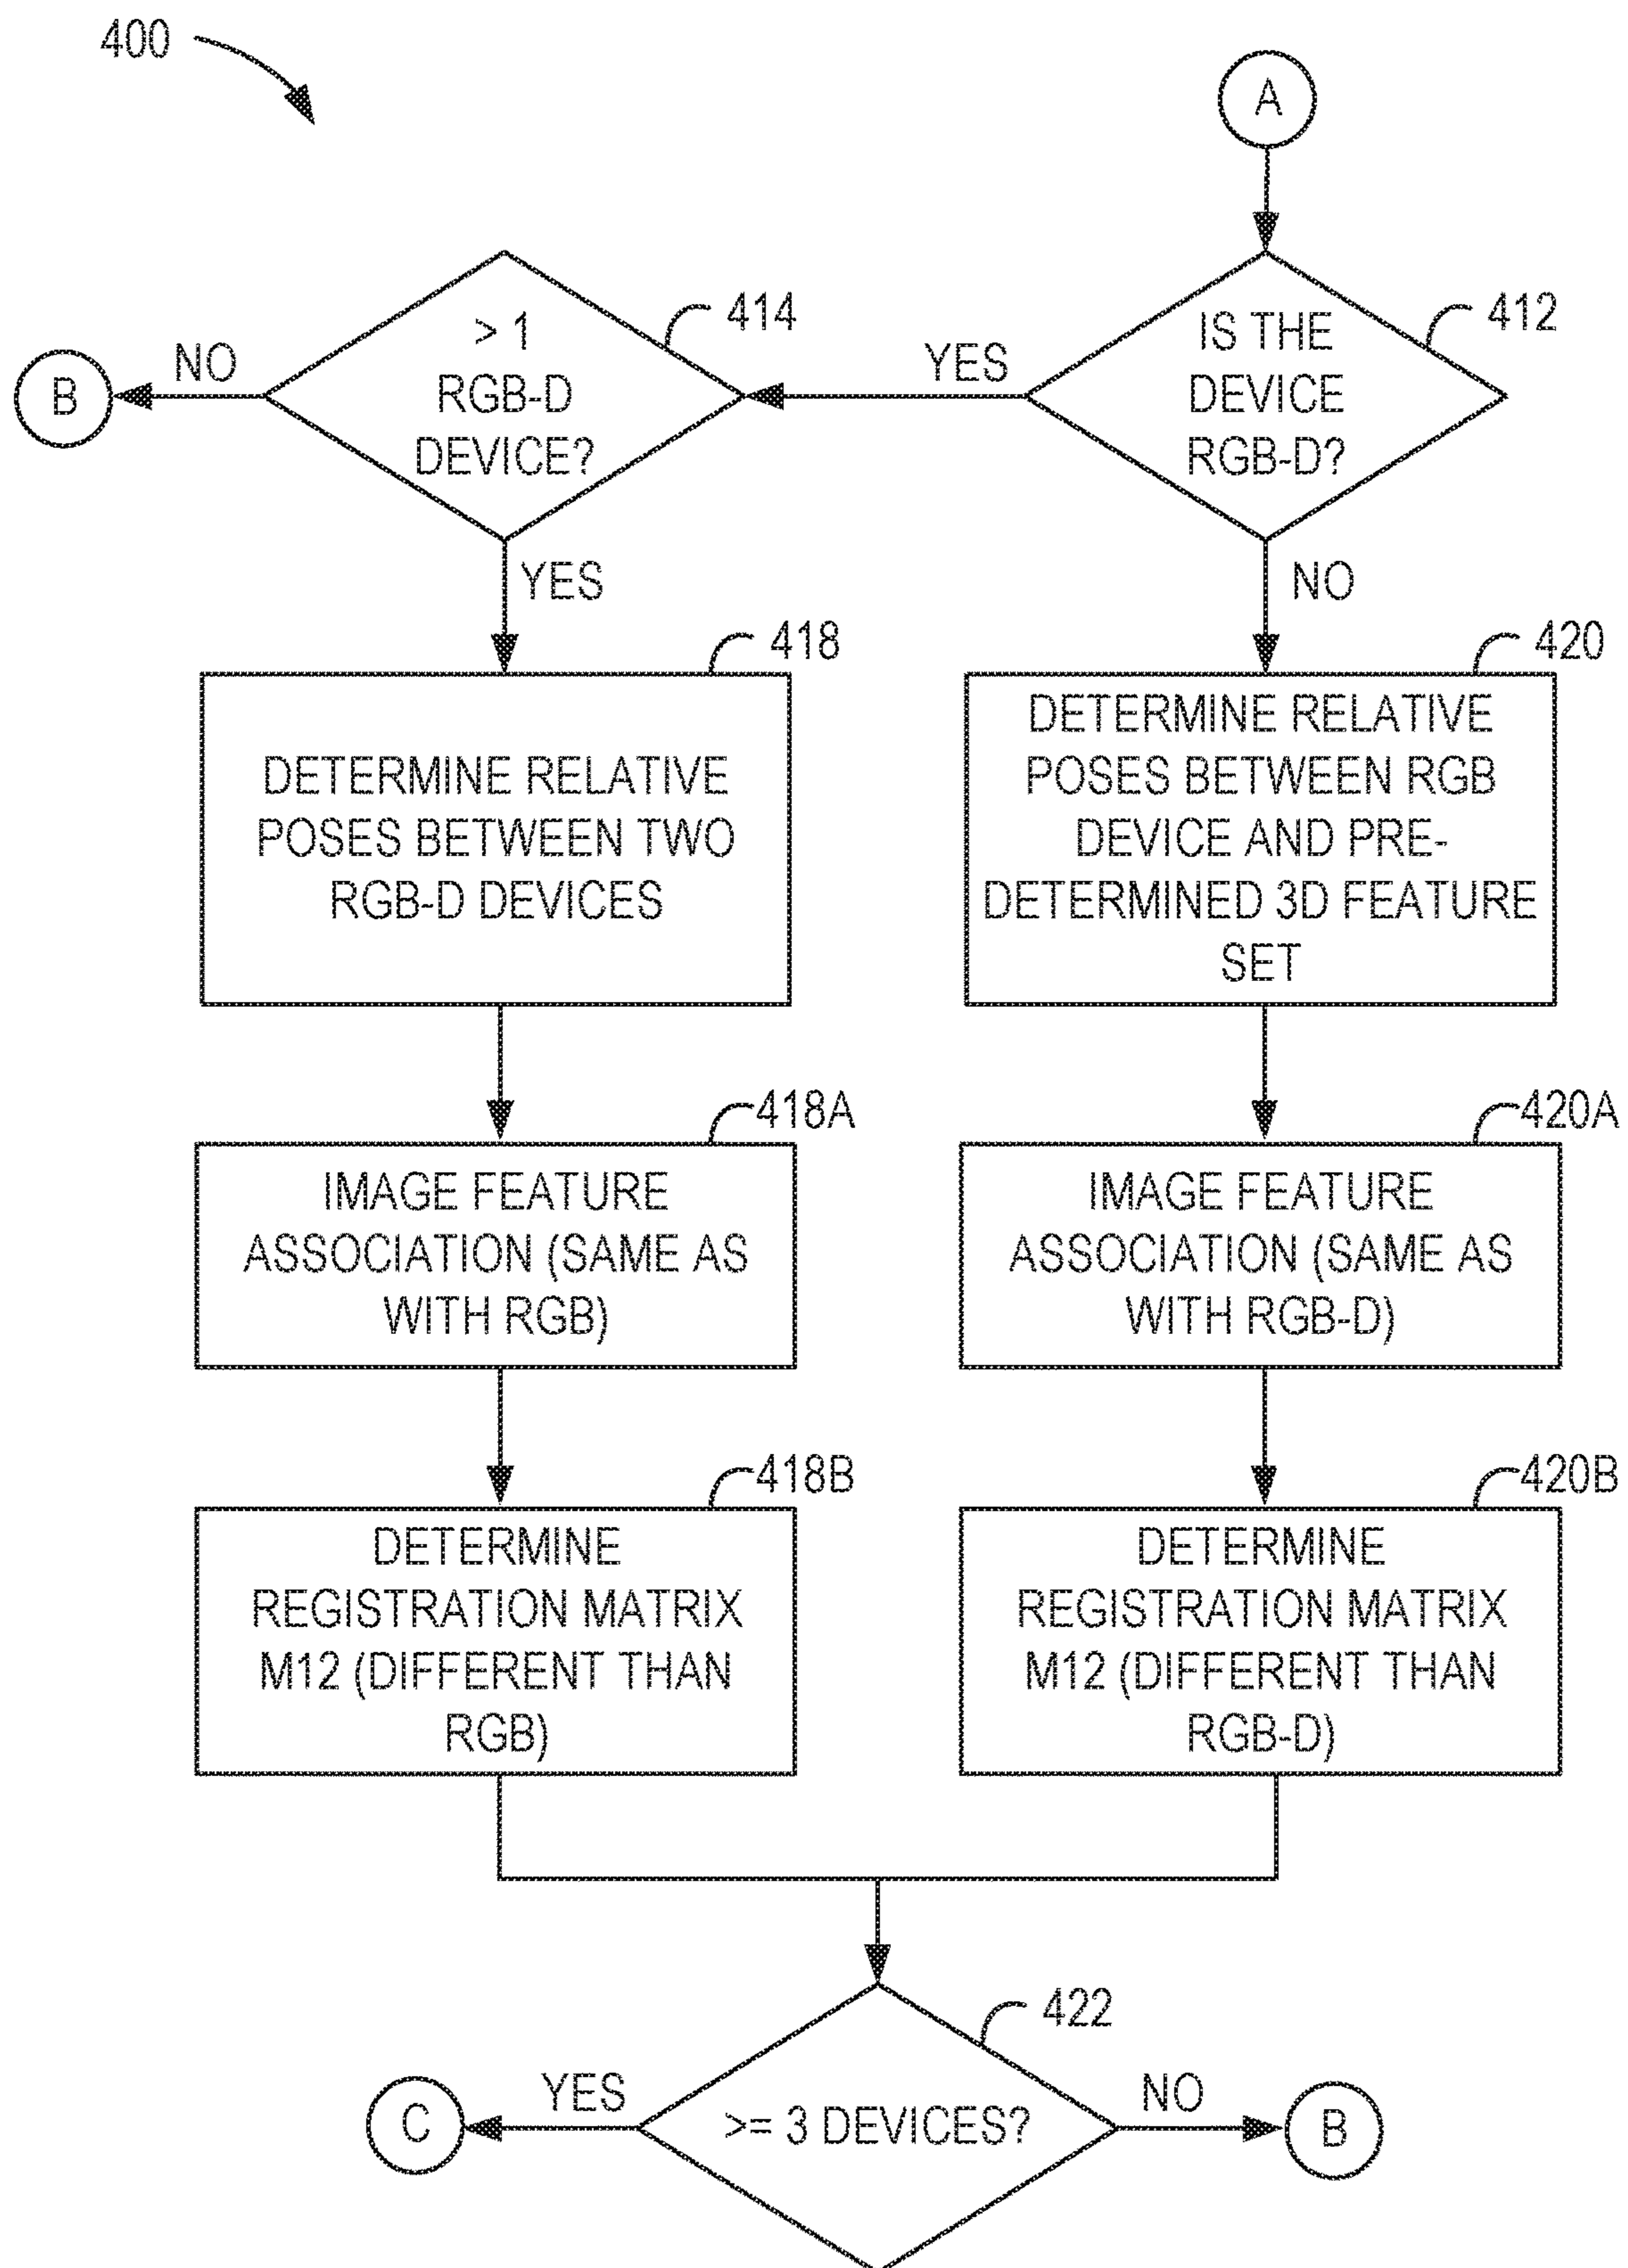 400
A
412
IS THE
DEVICE
RGB-D?
YES
NO
414
> 1
RGB-D
DEVICE?
NO
B
YES
418
DETERMINE RELATIVE
POSES BETWEEN TWO
RGB-D DEVICES
420
DETERMINE RELATIVE
POSES BETWEEN RGB
DEVICE AND PRE-
DETERMINED 3D FEATURE
SET
418A
IMAGE FEATURE
ASSOCIATION (SAME AS
WITH RGB)
420A
IMAGE FEATURE
ASSOCIATION (SAME AS
WITH RGB-D)
418B
DETERMINE
REGISTRATION MATRIX
M12 (DIFFERENT THAN
RGB)
420B
DETERMINE
REGISTRATION MATRIX
M12 (DIFFERENT THAN
RGB-D)
422
>= 3 DEVICES?
YES
C
NO
B